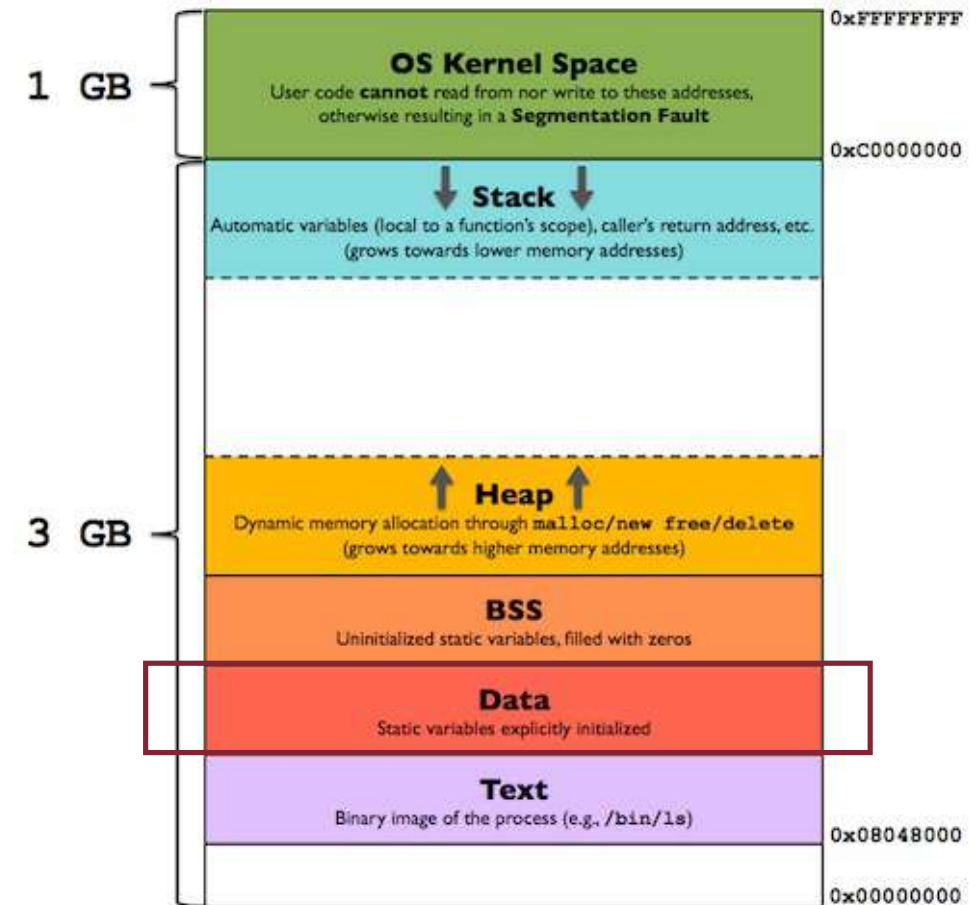 0xFFFFFFFF
1 GB
OS Kernel Space
User code cannot read from nor write to these addresses,
otherwise resulting in a Segmentation Fault
0xC0000000
Stack
Automatic variables (local to a function's scope), caller's return address, etc.
(grows towards lower memory addresses)
Heap
3 GB
Dynamic memory allocation through malloc/new free/delete
(grows towards higher memory addresses)
BSS
Uninitialized static variables, filled with zeros
Data
Static variables explicitly initialized
Text
Binary image of the process (e.g., /bin/ls)
0x08048000
0x00000000